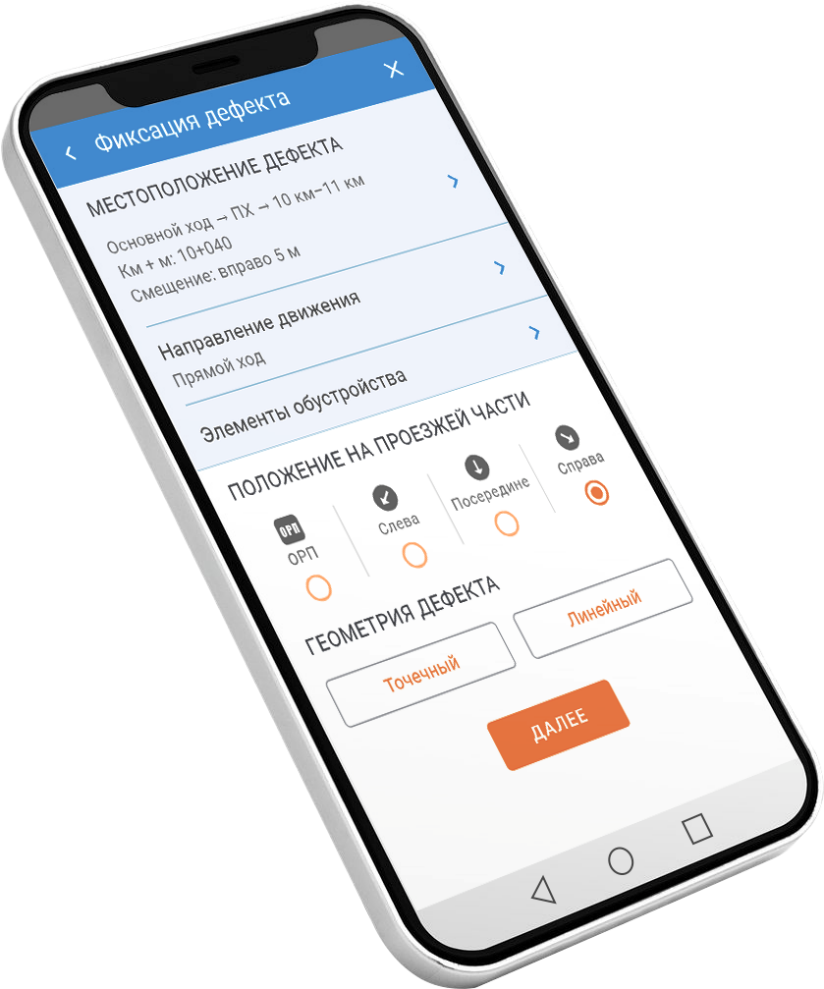 Фиксация дефекта
МЕСТОПОЛОЖЕНИЕ ДЕФЕКТА
Основной ход → ПХ → 10 км–11 км
Км + м: 10+040
Смещение: вправо 5 м
Направление движения
Прямой ход
Элементы обустройства
ПОЛОЖЕНИЕ НА ПРОЕЗЖЕЙ ЧАСТИ
ОРП
ОРП
Слева
Посередине
Справа
ГЕОМЕТРИЯ ДЕФЕКТА
Точечный
Линейный
ДАЛЕЕ